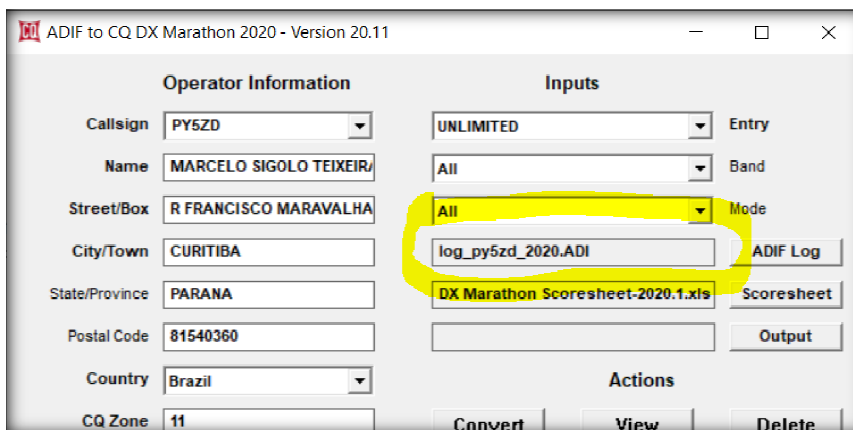 CQ ADIF to CQ DX Marathon 2020 - Version 20.11
Operator Information Inputs
Callsign PY5ZD UNLIMITED Entry
Name MARCELO SIGOLO TEIXEIRA All Band
Street/Box R FRANCISCO MARAVALHA All Mode
City/Town CURITIBA log_py5zd_2020.ADI ADIF Log
State/Province PARANA DX Marathon Scoresheet-2020.1.xls Scoresheet
Postal Code 81540360 Output
Country Brazil Actions
CQ Zone 11 Convert View Delete